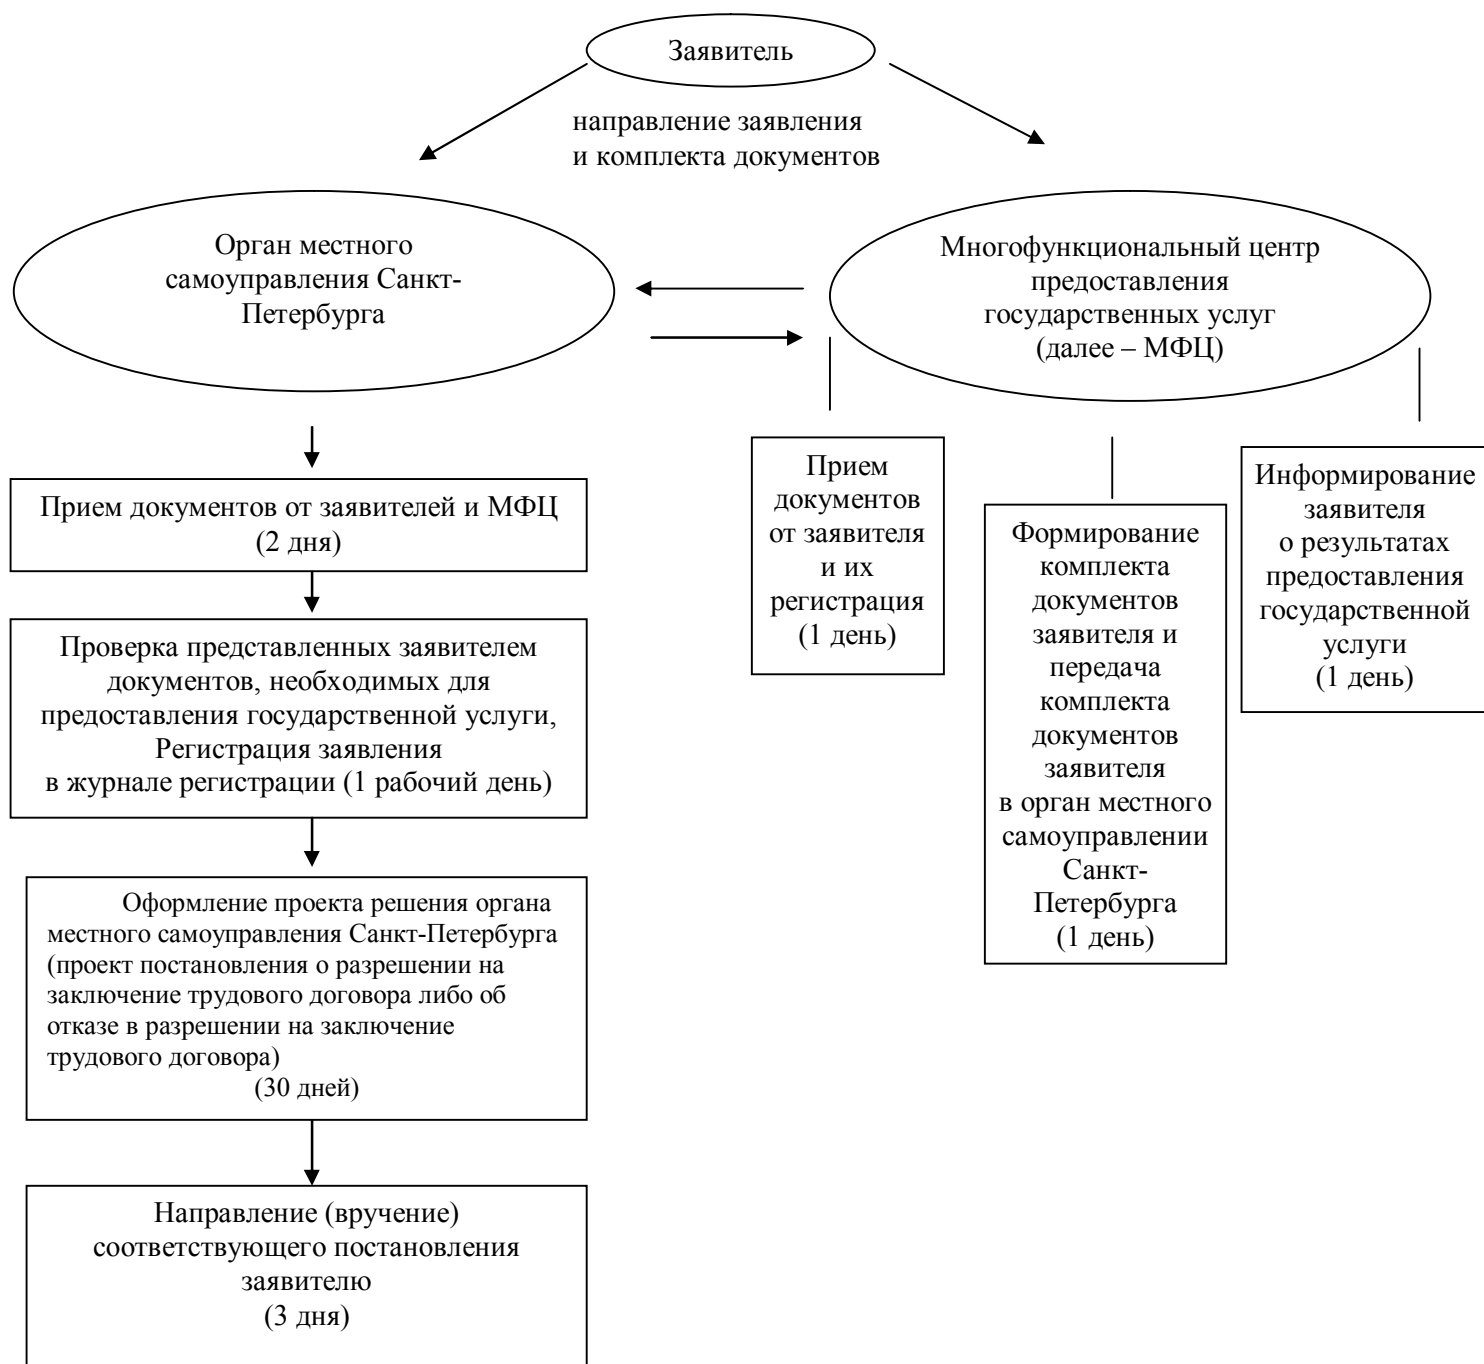 Заявитель
направление заявления
и комплекта документов
Орган местного
самоуправления Санкт-
Петербурга
Многофункциональный центр
предоставления
государственных услуг
(далее – МФЦ)
Прием документов от заявителей и МФЦ
(2 дня)
Проверка представленных заявителем
документов, необходимых для
предоставления государственной услуги,
Регистрация заявления
в журнале регистрации (1 рабочий день)
Оформление проекта решения органа
местного самоуправления Санкт-Петербурга
(проект постановления о разрешении на
заключение трудового договора либо об
отказе в разрешении на заключение
трудового договора)
(30 дней)
Направление (вручение)
соответствующего постановления
заявителю
(3 дня)
Прием
документов
от заявителя
и их
регистрация
(1 день)
Формирование
комплекта
документов
заявителя и
передача
комплекта
документов
заявителя
в орган местного
самоуправлении
Санкт-
Петербурга
(1 день)
Информирование
заявителя
о результатах
предоставления
государственной
услуги
(1 день)